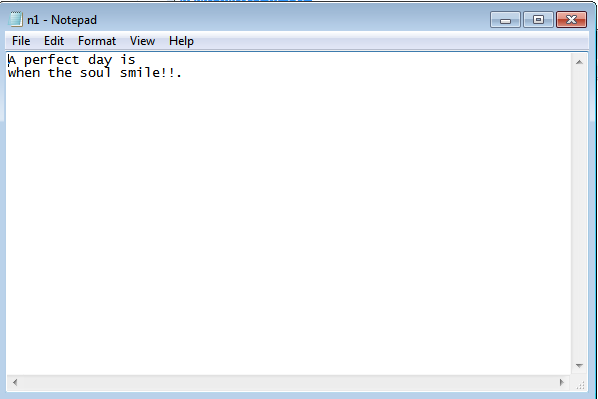 n1 - Notepad
File Edit Format View Help
A perfect day is
when the soul smile!!.